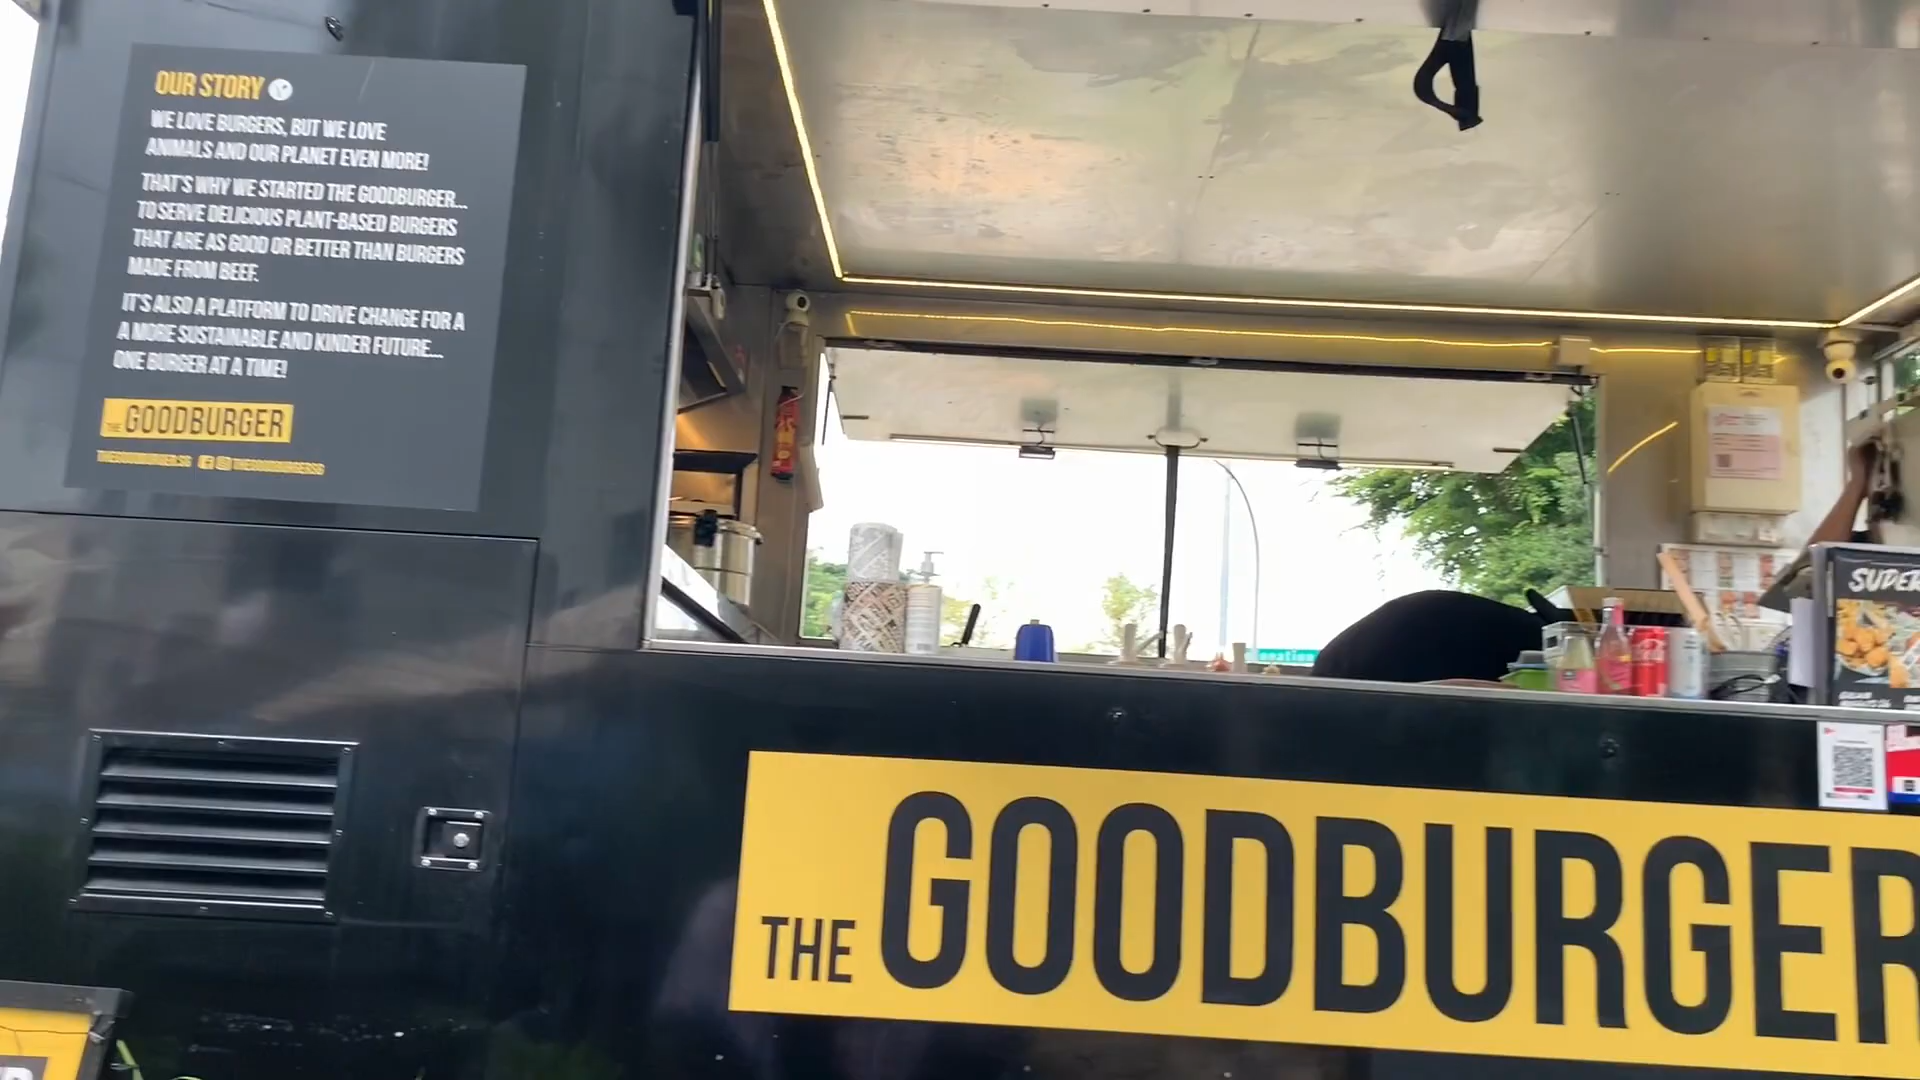 OUR STORY
WE LOVE BURGERS, BUT WE LOVE
ANIMALS AND OUR PLANET EVEN MORE!
THAT'S WHY WE STARTED THE GOODBURGER...
TO SERVE DELICIOUS PLANT-BASED BURGERS
THAT ARE AS GOOD OR BETTER THAN BURGERS
MADE FROM BEEF.
IT'S ALSO A PLATFORM TO DRIVE CHANGE FOR A
A MORE SUSTAINABLE AND KINDER FUTURE...
ONE BURGER AT A TIME!
THE GOODBURGER
THEGOODBURGER.SG THEGOODBURGERSG
SUPER
THE GOODBURGER